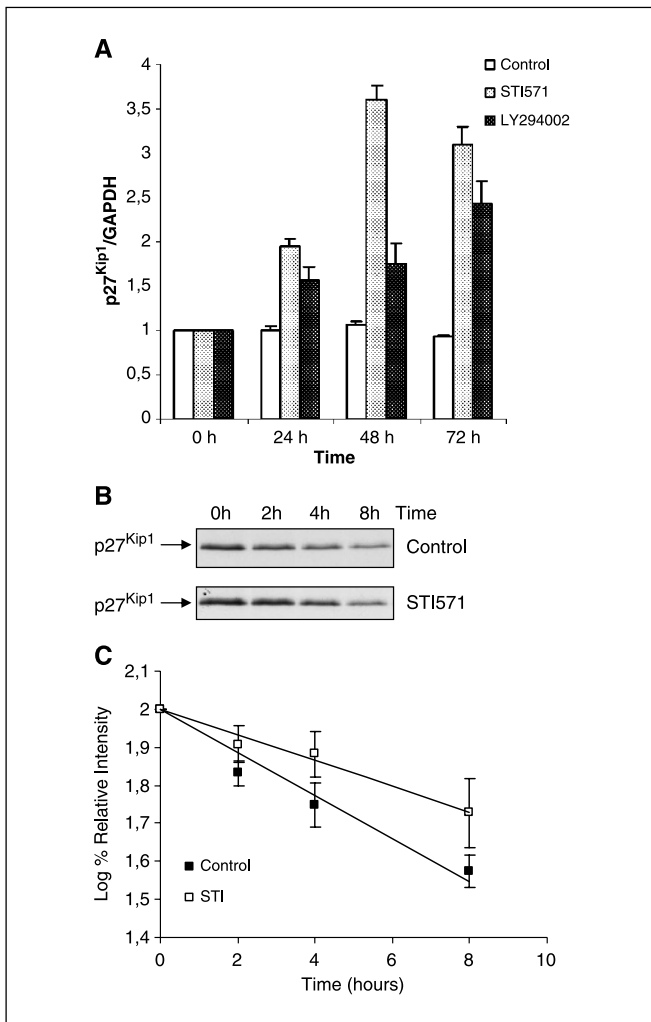 A
Control
STI571
LY294002
p27Kip1/GAPDH
4
3,5
3
2,5
2
1,5
1
0,5
0
0 h 24 h 48 h 72 h
Time
B
0h 2h 4h 8h Time
p27Kip1 Control
p27Kip1 STI571
C
Log % Relative Intensity
2,1
2
1,9
1,8
1,7
1,6
1,5
1,4
Control
STI
0 2 4 6 8 10
Time (hours)